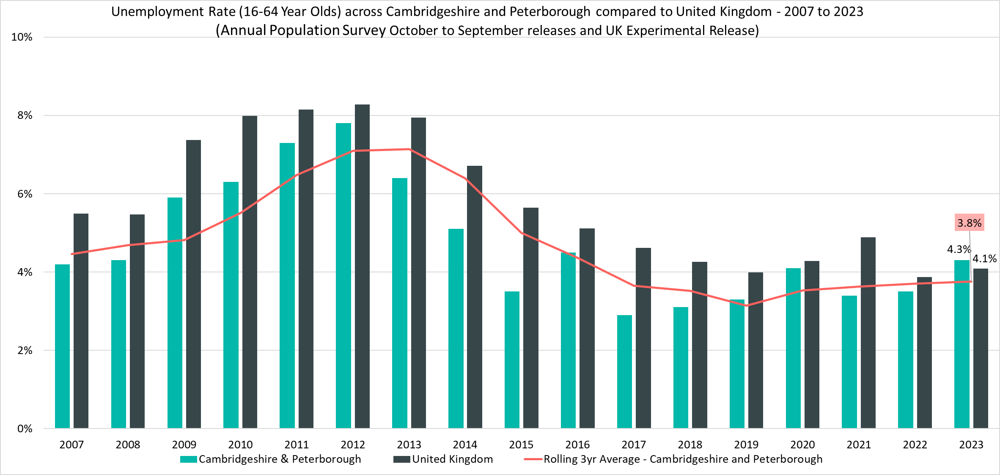 Unemployment Rate (16-64 Year Olds) across Cambridgeshire and Peterborough compared to United Kingdom - 2007 to 2023
(Annual Population Survey October to September releases and UK Experimental Release)
10%
8%
6%
4%
2%
0%
3.8%
4.3%
4.1%
2007 2008 2009 2010 2011 2012 2013 2014 2015 2016 2017 2018 2019 2020 2021 2022 2023
Cambridgeshire & Peterborough United Kingdom Rolling 3yr Average - Cambridgeshire and Peterborough